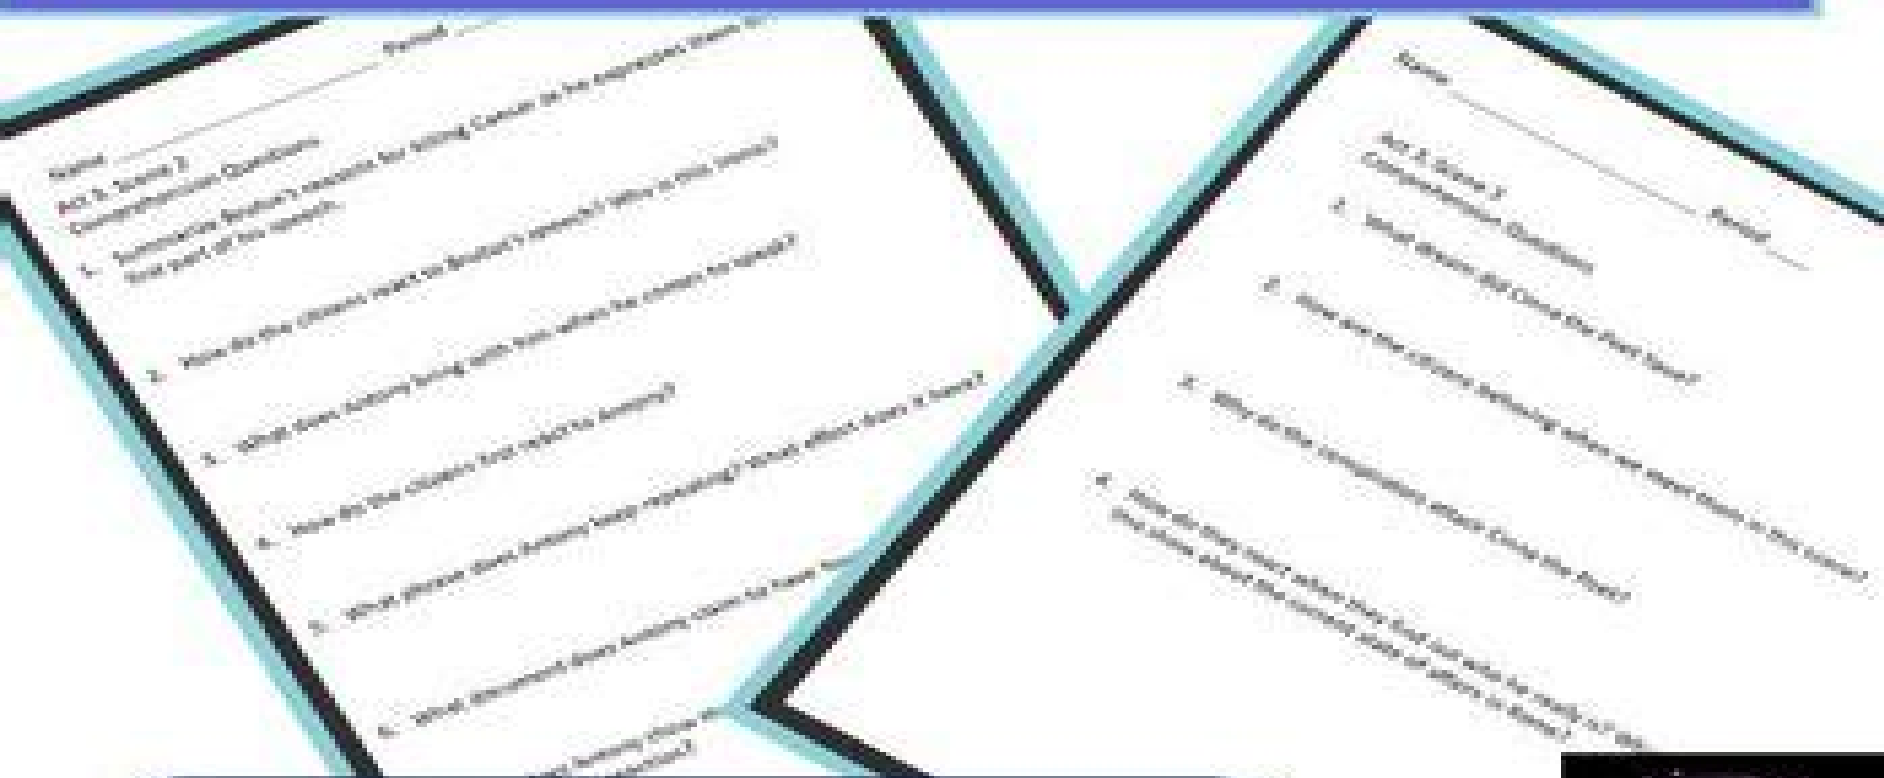 Name ____________ Period ____
Act 3, Scene 2
Comprehension Questions
1. Summarize Brutus's reasons for killing Caesar as he expresses them in
first part of his speech.
2. How do the citizens react to Brutus's speech? Why is this ironic?
3. What does Antony bring with him when he comes to speak?
4. How do the citizens first react to Antony?
5. What phrase does Antony keep repeating? What effect does it have?
6. What document does Antony claim to have
Antony show
Name ____________ Period ____
Act 3, Scene 3
Comprehension Questions
1. What dream did Cinna the Poet have?
2. How are the citizens behaving when we meet them in this scene?
3. Why do the conspirators attack Cinna the Poet?
4. How do they react when they find out who he really is?
this show about the current state of affairs in Rome?